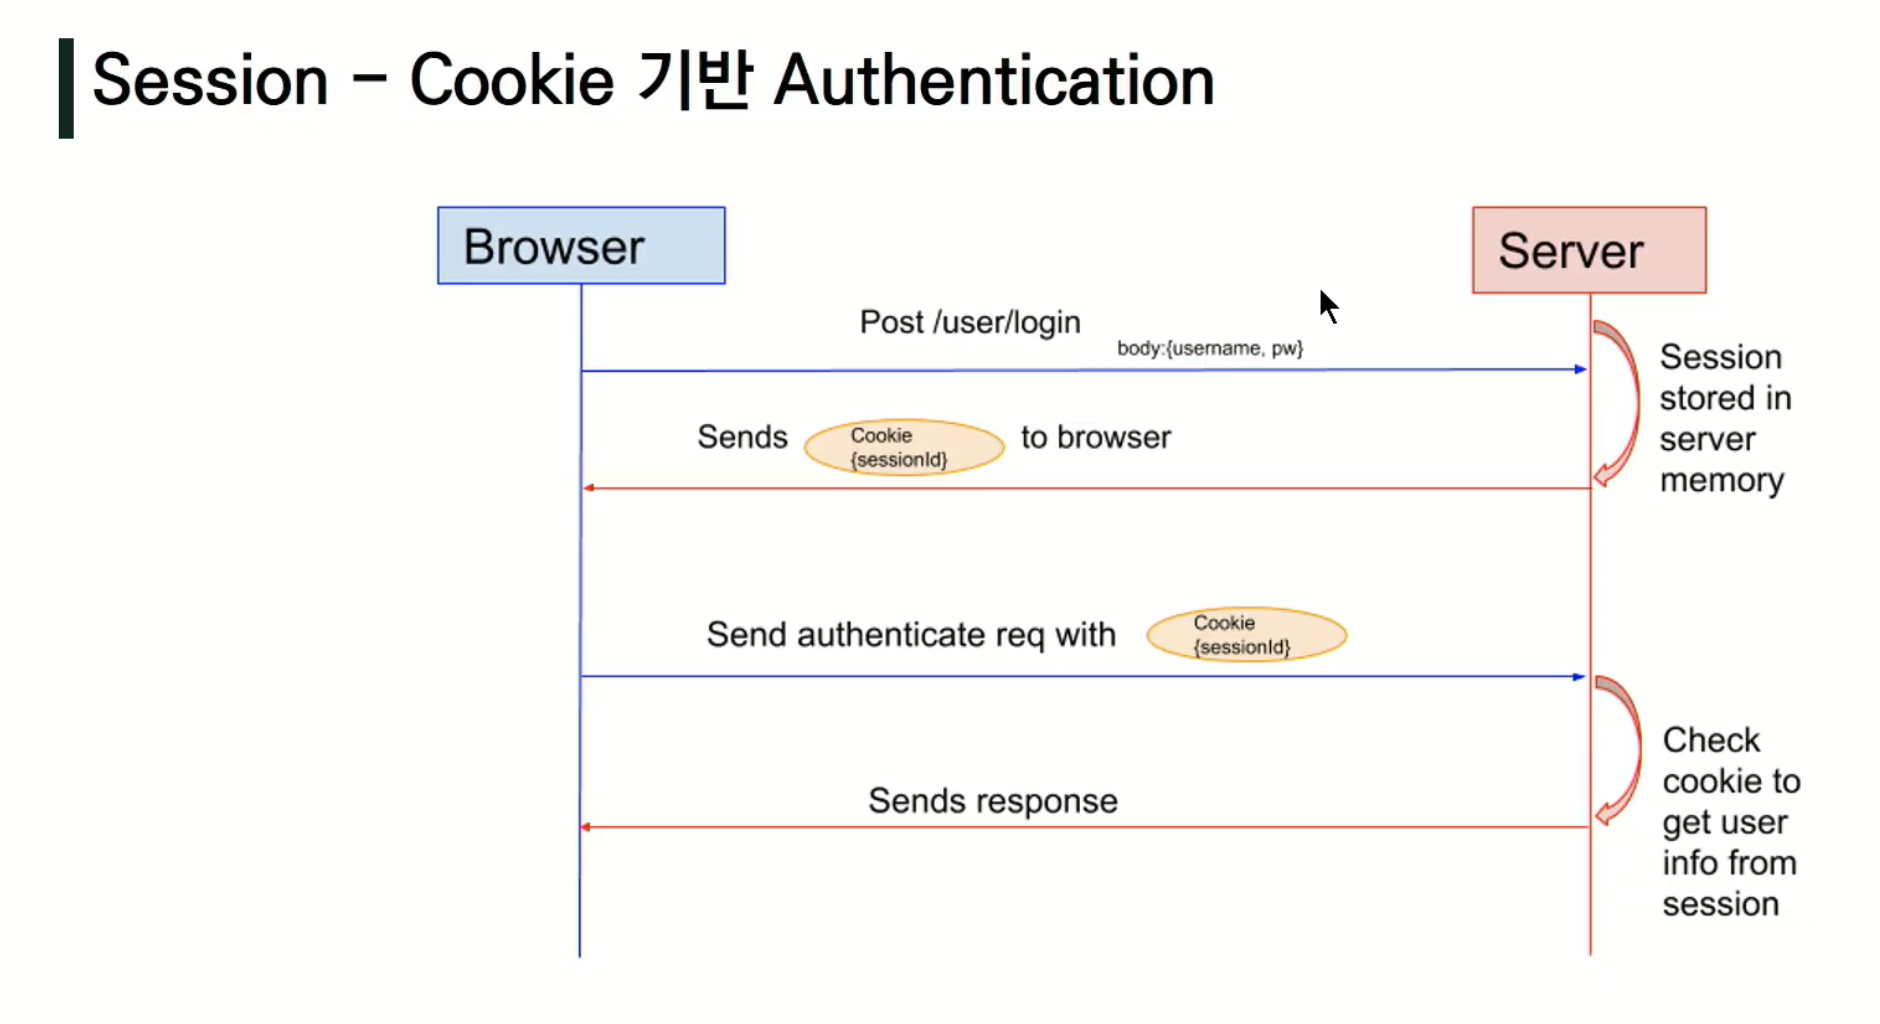 Session - Cookie 기반 Authentication
Browser
Server
Post /user/login
body:{username, pw}
Session
stored in
server
memory
Sends
Cookie
{sessionId}
to browser
Send authenticate req with
Cookie
{sessionId}
Check
cookie to
get user
info from
session
Sends response